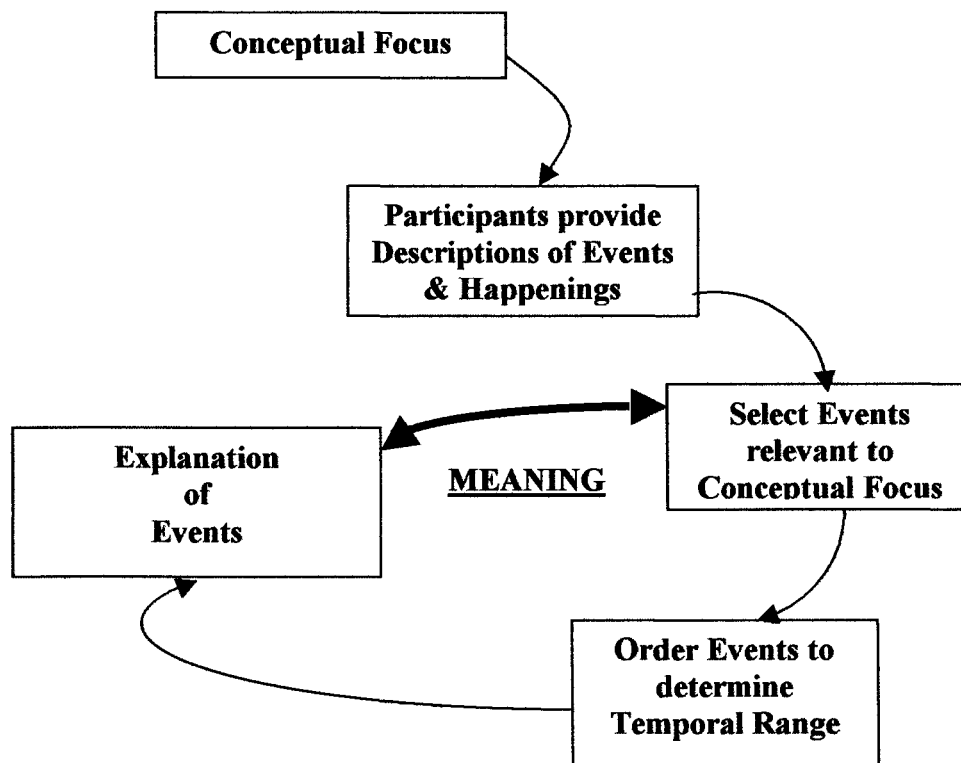 Conceptual Focus
Participants provide
Descriptions of Events
& Happenings
Select Events
relevant to
Conceptual Focus
MEANING
Explanation
of
Events
Order Events to
determine
Temporal Range